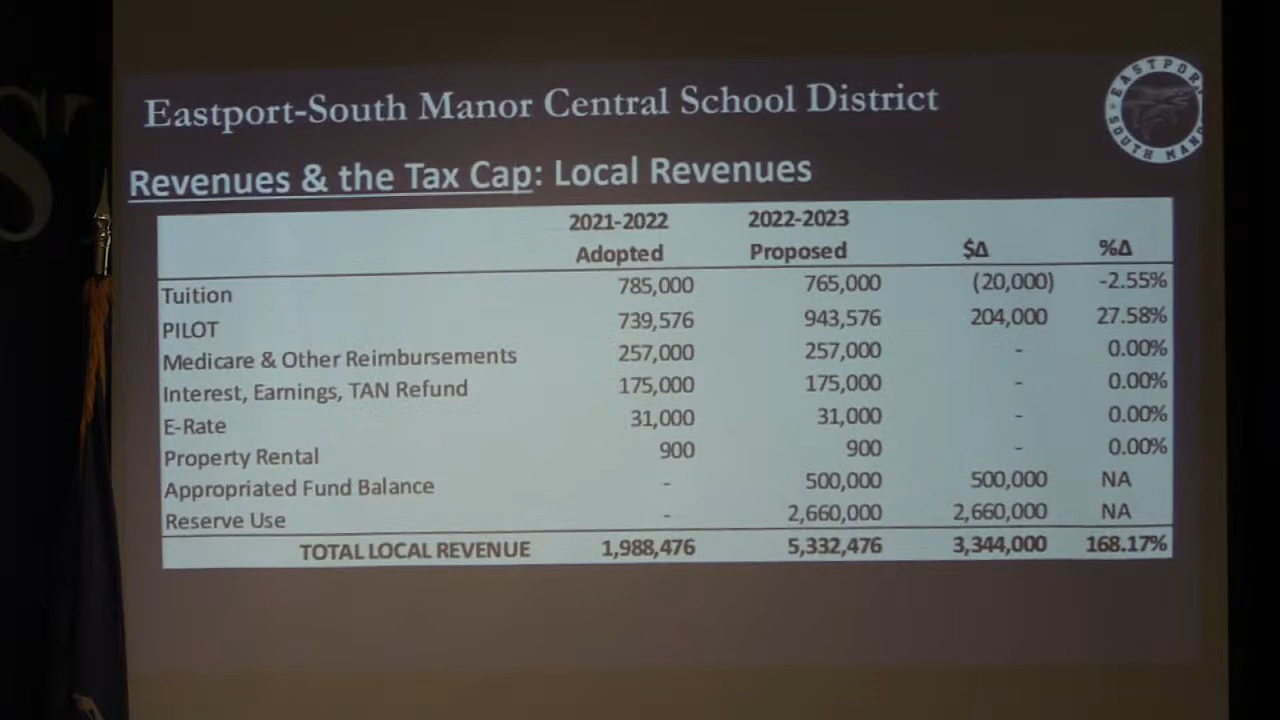 S
Eastport-South Manor Central School District
EASTPOR
SOUTH MANO
Revenues & the Tax Cap: Local Revenues
2021-2022 2022-2023
Adopted Proposed $Δ %Δ
Tuition 785,000 765,000 (20,000) -2.55%
PILOT 739,576 943,576 204,000 27.58%
Medicare & Other Reimbursements 257,000 257,000 - 0.00%
Interest, Earnings, TAN Refund 175,000 175,000 - 0.00%
E-Rate 31,000 31,000 - 0.00%
Property Rental 900 900 - 0.00%
Appropriated Fund Balance - 500,000 500,000 NA
Reserve Use - 2,660,000 2,660,000 NA
TOTAL LOCAL REVENUE 1,988,476 5,332,476 3,344,000 168.17%